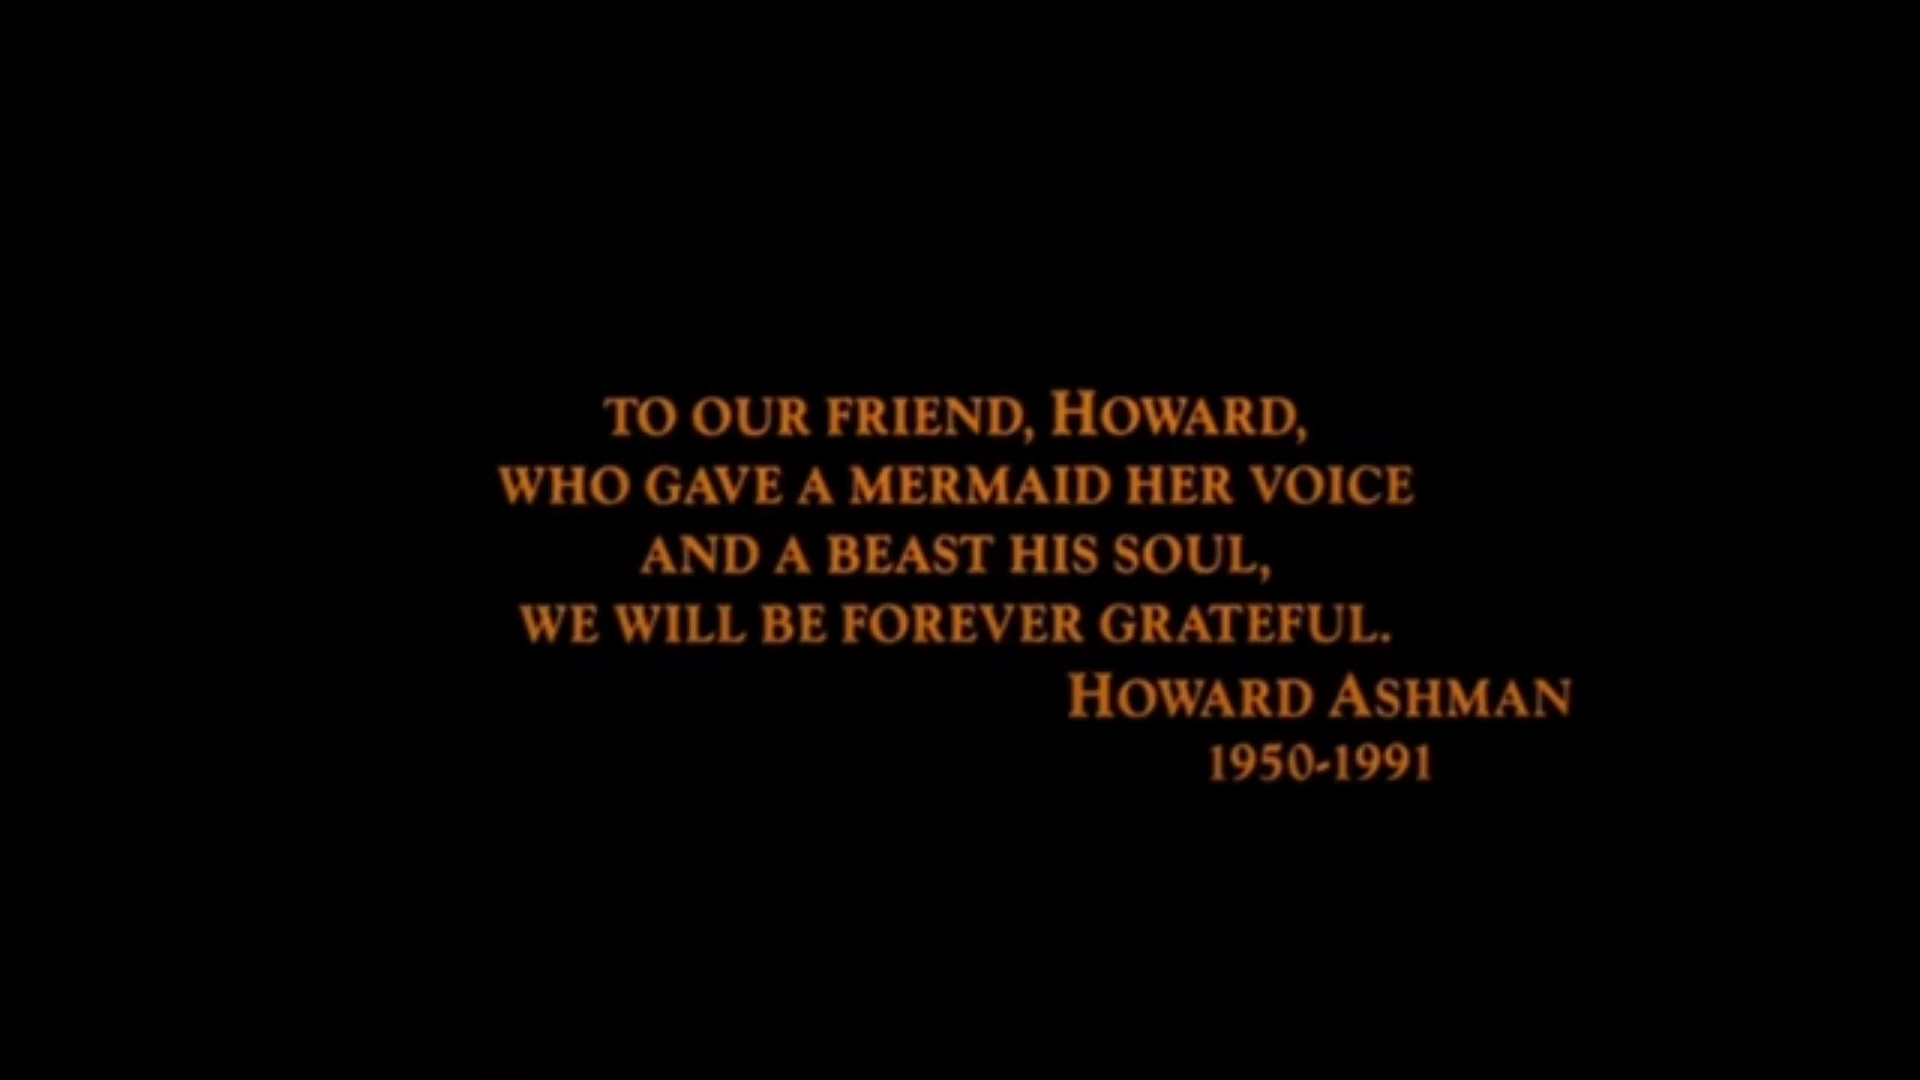 TO OUR FRIEND, HOWARD,
WHO GAVE A MERMAID HER VOICE
AND A BEAST HIS SOUL,
WE WILL BE FOREVER GRATEFUL.
HOWARD ASHMAN
1950-1991